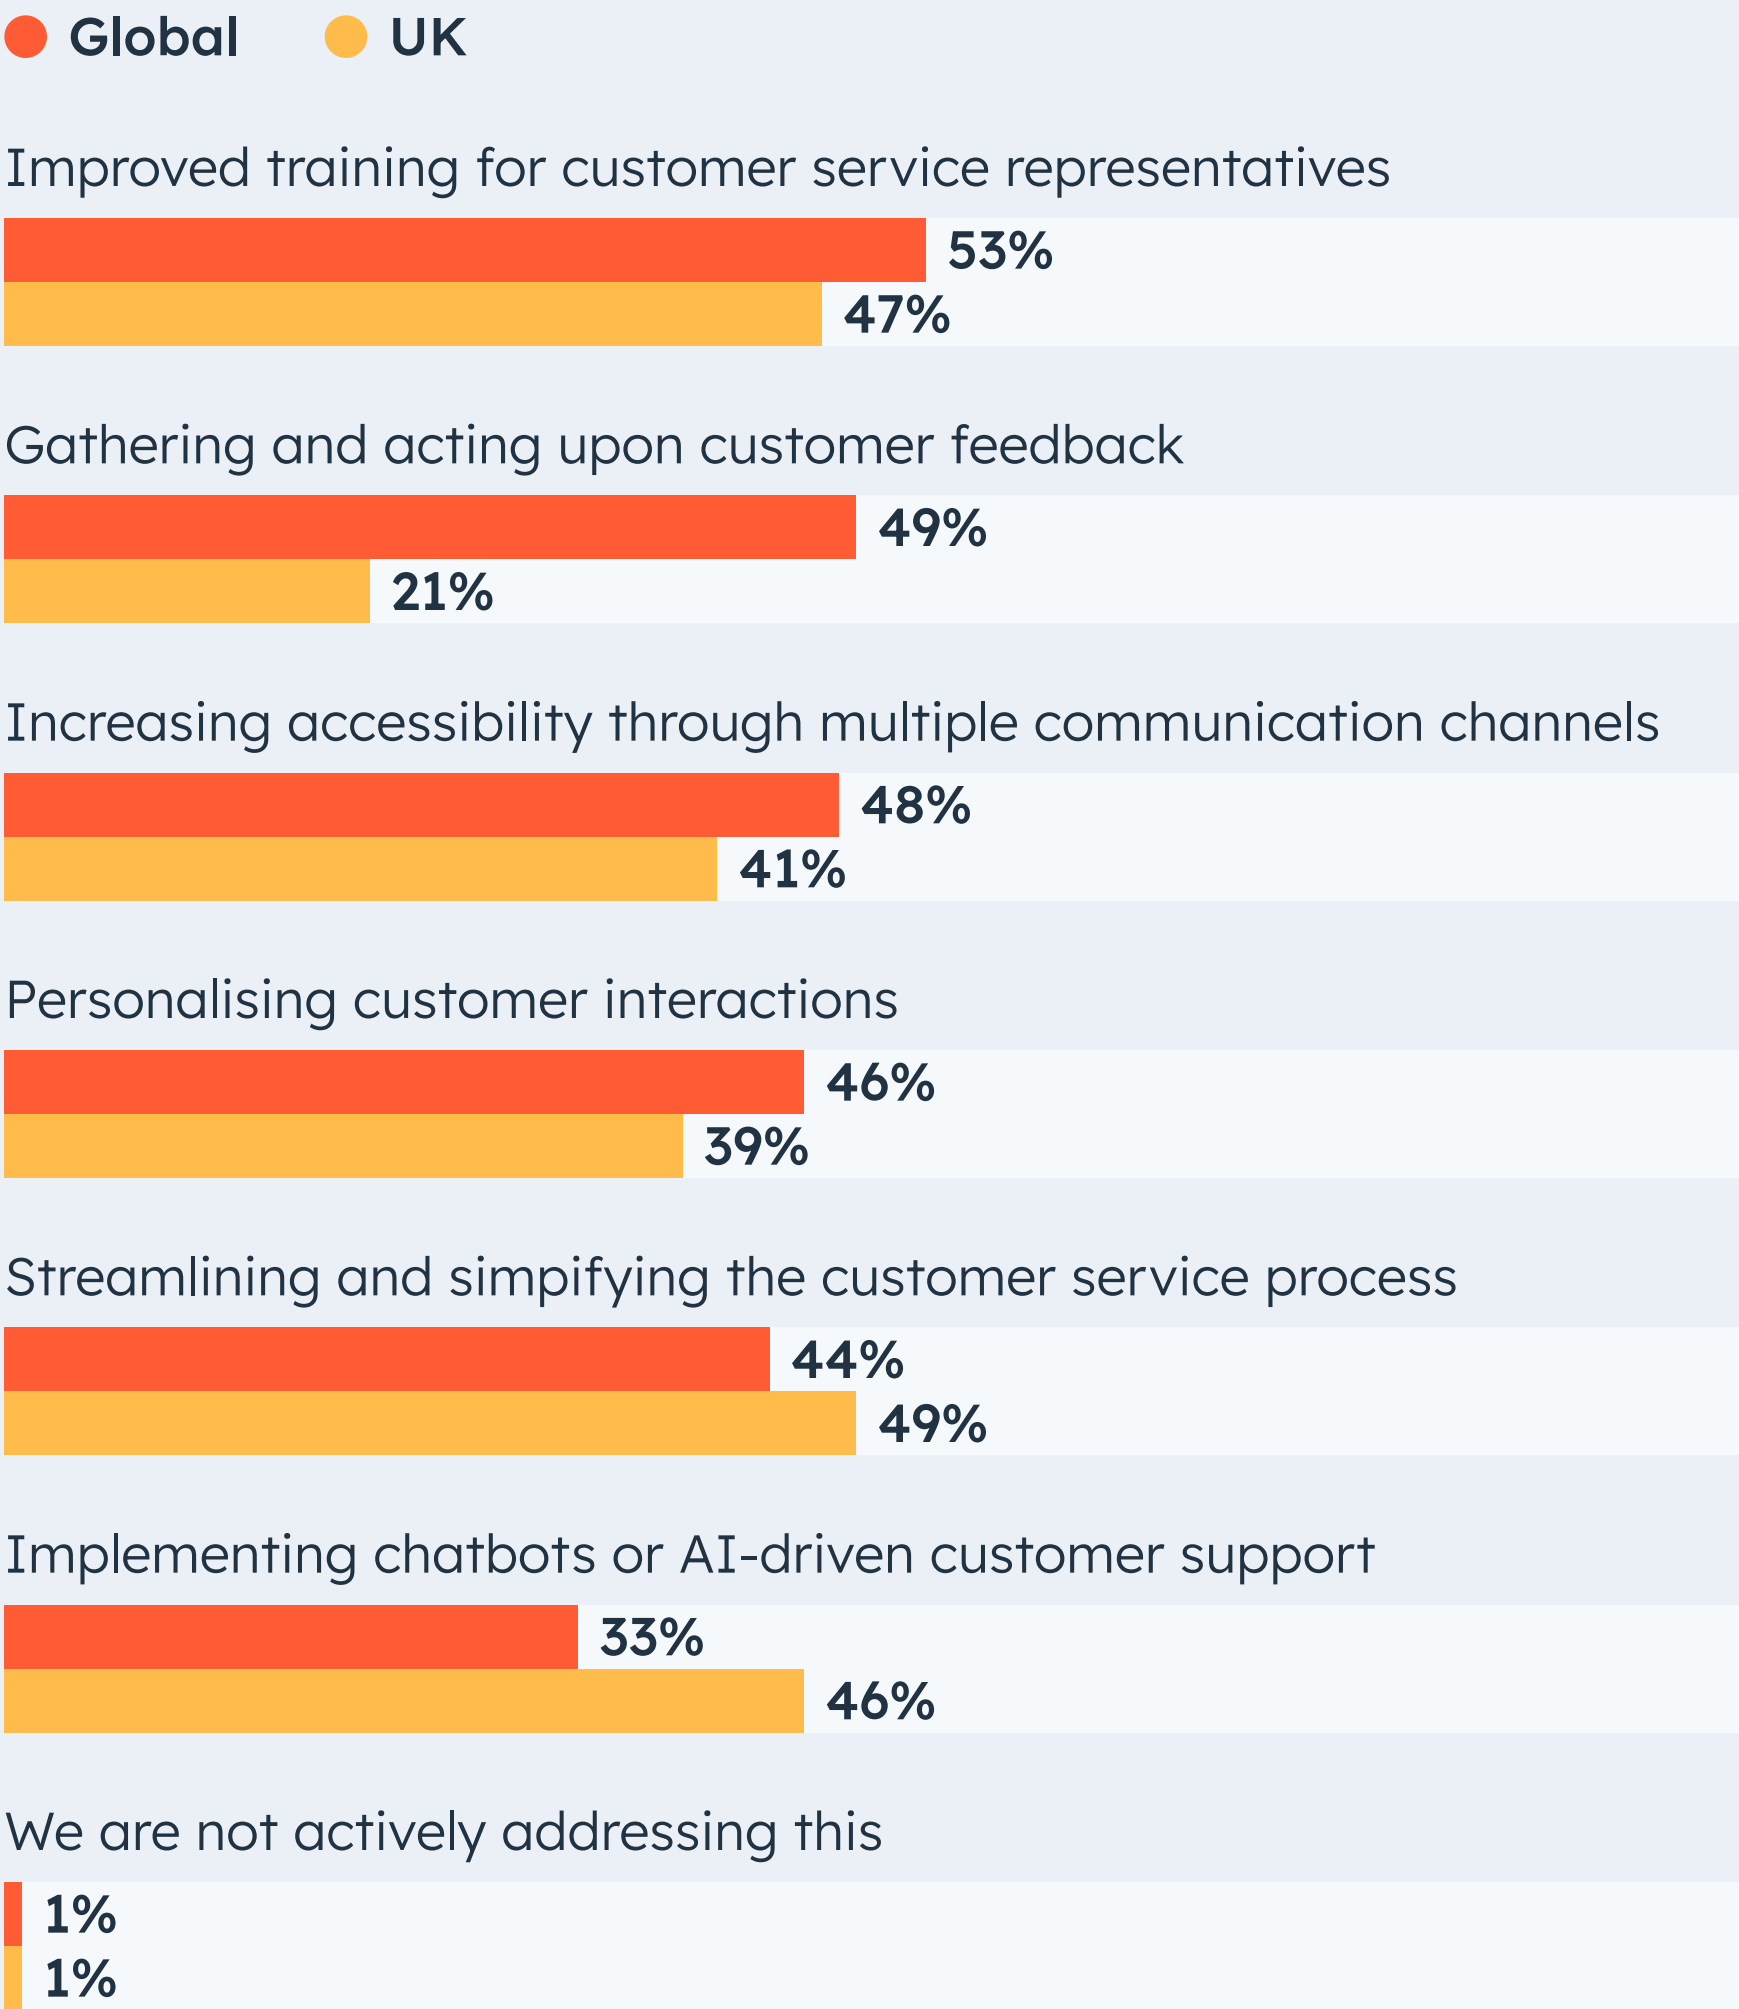 Global UK
Improved training for customer service representatives
53%
47%
Gathering and acting upon customer feedback
49%
21%
Increasing accessibility through multiple communication channels
48%
41%
Personalising customer interactions
46%
39%
Streamlining and simpifying the customer service process
44%
49%
Implementing chatbots or AI-driven customer support
33%
46%
We are not actively addressing this
1%
1%